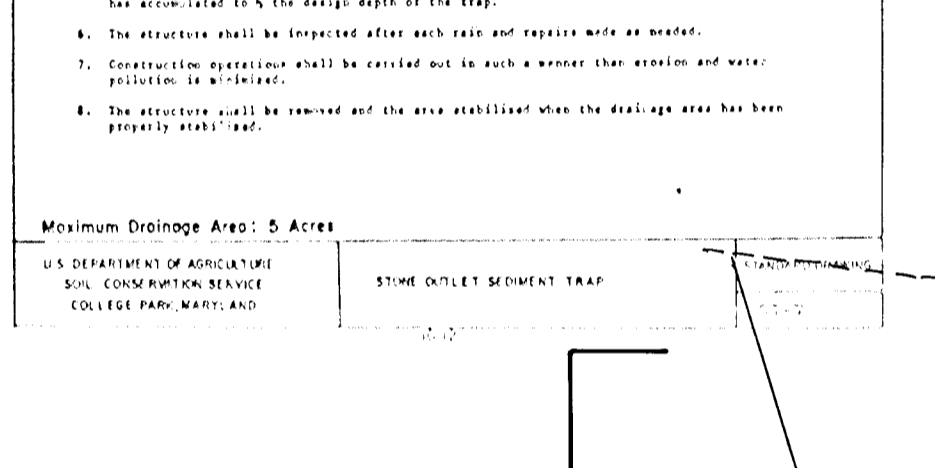 has accumulated to ½ the design depth of the trap.
6. The structure shall be inspected after each rain and repairs made as needed.
7. Construction operations shall be carried out in such a manner than erosion and water
pollution is minimized.
8. The structure shall be removed and the area stabilized when the drainage area has been
properly stabilized.
Maximum Drainage Area: 5 Acres
U S DEPARTMENT OF AGRICULTURE
SOIL CONSERVATION SERVICE
COLLEGE PARK, MARYLAND
STONE OUTLET SEDIMENT TRAP
STANDARD DRAWING